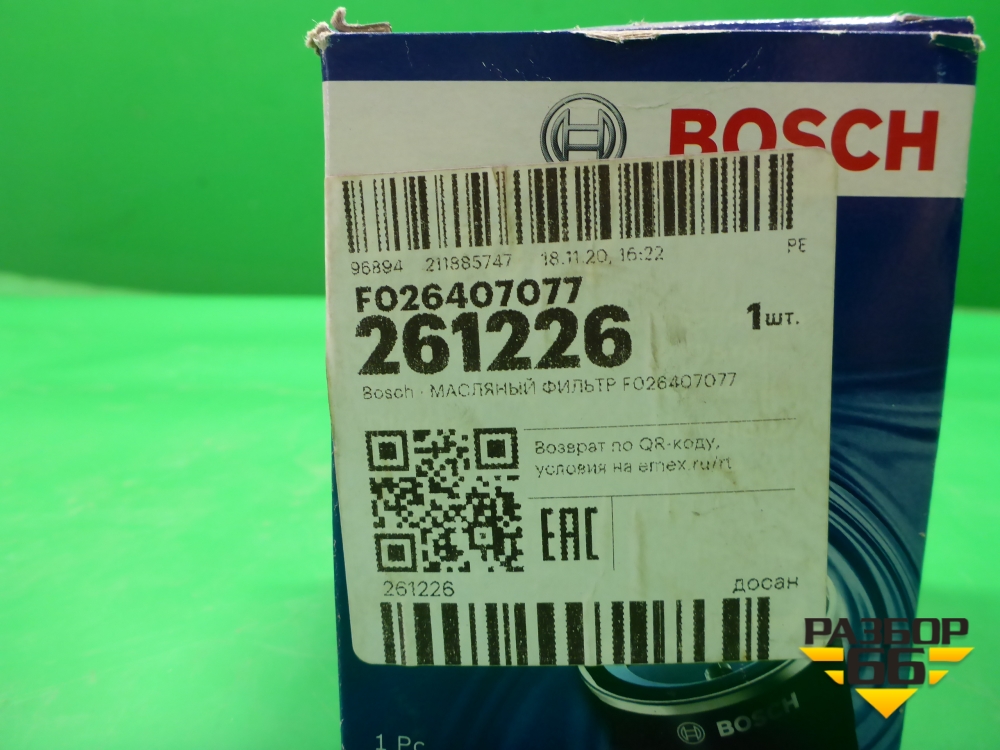 BOSCH
96894 211885747 18.11.20, 16:22 PE
F026407077
261226
1шт.
Bosch · МАСЛЯНЫЙ ФИЛЬТР F026407077
Возврат по QR-коду,
условия на emex.ru/rt
EAC
261226 досан
РАЗБОР
66
BOSCH
1 Pc